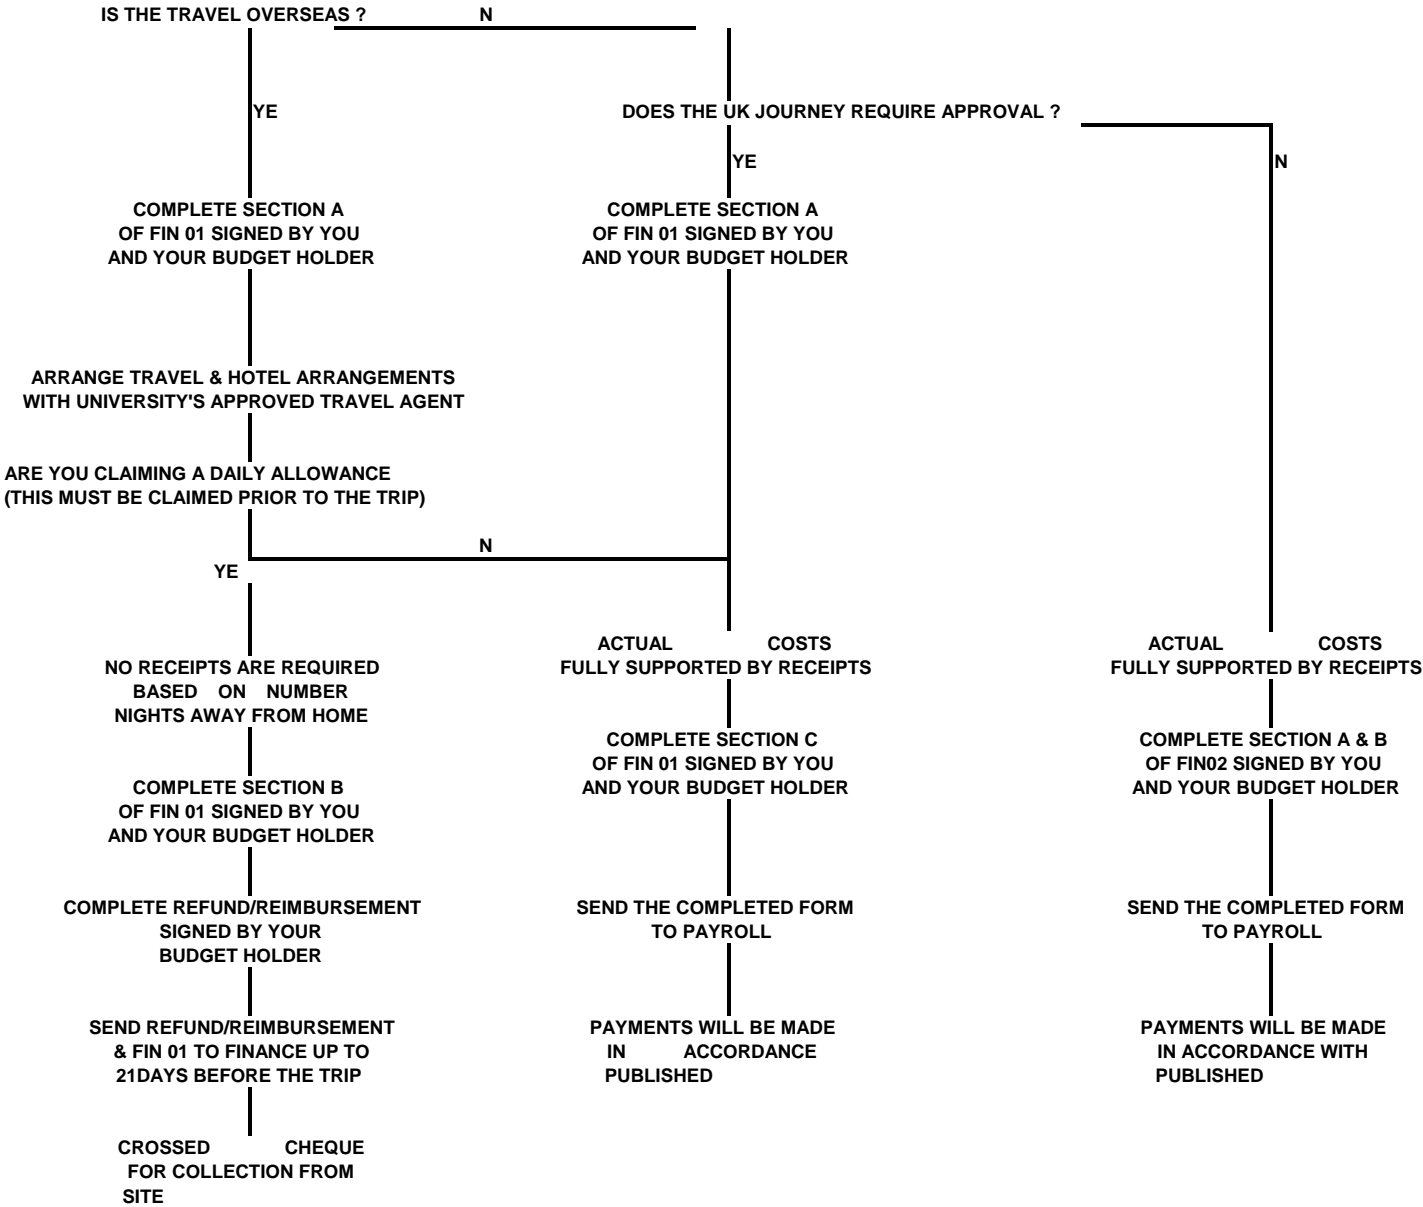 IS THE TRAVEL OVERSEAS ? N
YE
DOES THE UK JOURNEY REQUIRE APPROVAL ?
YE
N
COMPLETE SECTION A
OF FIN 01 SIGNED BY YOU
AND YOUR BUDGET HOLDER
COMPLETE SECTION A
OF FIN 01 SIGNED BY YOU
AND YOUR BUDGET HOLDER
ARRANGE TRAVEL & HOTEL ARRANGEMENTS
WITH UNIVERSITY'S APPROVED TRAVEL AGENT
ARE YOU CLAIMING A DAILY ALLOWANCE
(THIS MUST BE CLAIMED PRIOR TO THE TRIP)
N
YE
NO RECEIPTS ARE REQUIRED
BASED ON NUMBER
NIGHTS AWAY FROM HOME
COMPLETE SECTION B
OF FIN 01 SIGNED BY YOU
AND YOUR BUDGET HOLDER
COMPLETE REFUND/REIMBURSEMENT
SIGNED BY YOUR
BUDGET HOLDER
SEND REFUND/REIMBURSEMENT
& FIN 01 TO FINANCE UP TO
21DAYS BEFORE THE TRIP
CROSSED CHEQUE
FOR COLLECTION FROM
SITE
ACTUAL COSTS
FULLY SUPPORTED BY RECEIPTS
COMPLETE SECTION C
OF FIN 01 SIGNED BY YOU
AND YOUR BUDGET HOLDER
SEND THE COMPLETED FORM
TO PAYROLL
PAYMENTS WILL BE MADE
IN ACCORDANCE
PUBLISHED
ACTUAL COSTS
FULLY SUPPORTED BY RECEIPTS
COMPLETE SECTION A & B
OF FIN02 SIGNED BY YOU
AND YOUR BUDGET HOLDER
SEND THE COMPLETED FORM
TO PAYROLL
PAYMENTS WILL BE MADE
IN ACCORDANCE WITH
PUBLISHED